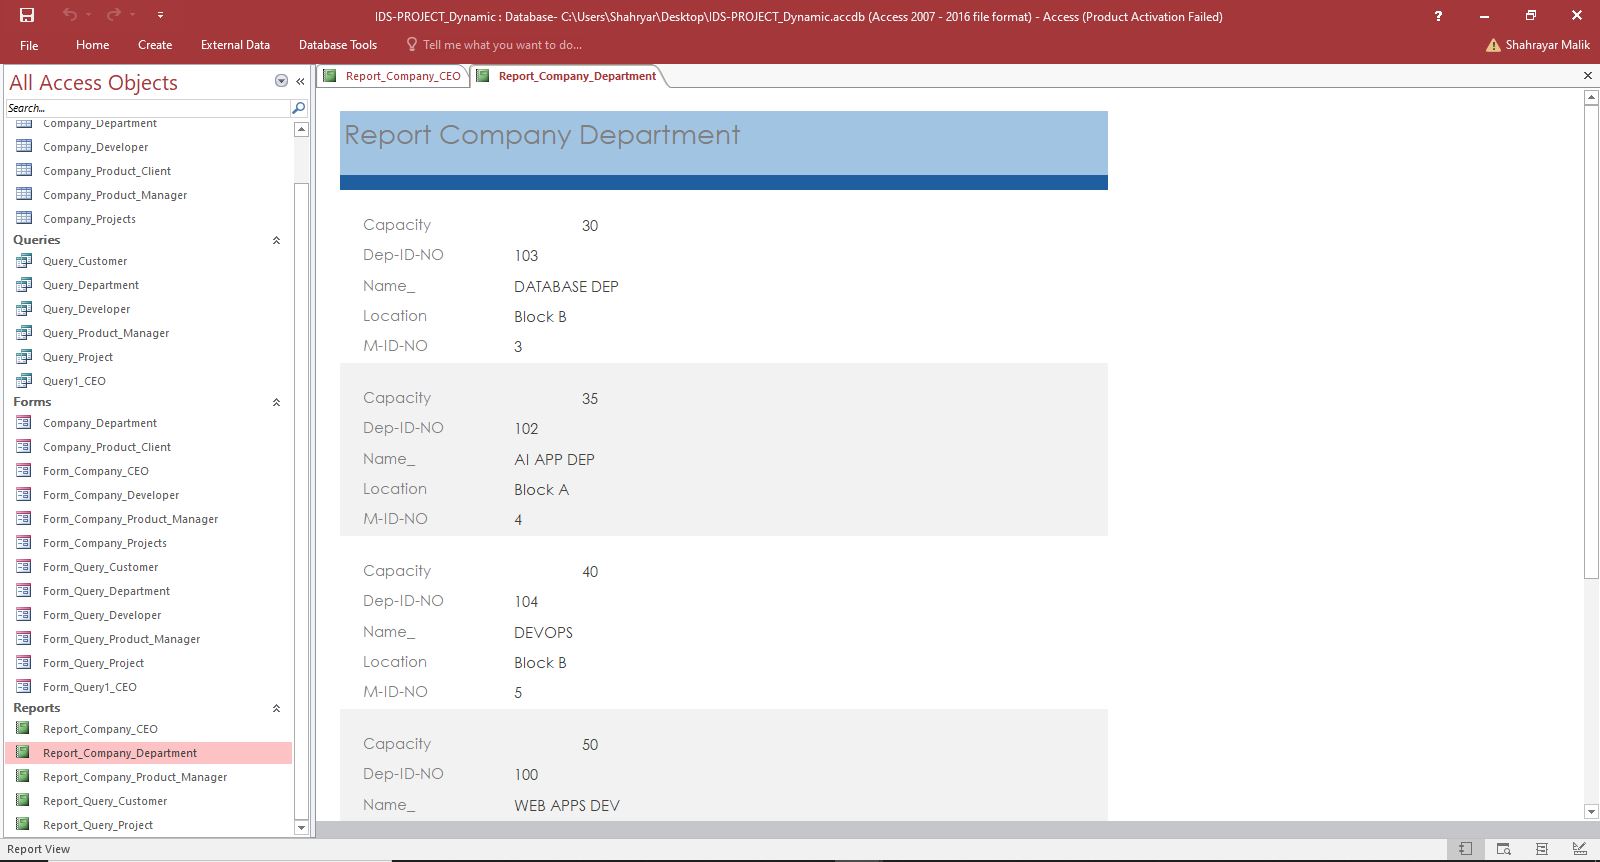 IDS-PROJECT_Dynamic : Database- C:\Users\Shahryar\Desktop\IDS-PROJECT_Dynamic.accdb (Access 2007 - 2016 file format) - Access (Product Activation Failed)
?
File Home Create External Data Database Tools Tell me what you want to do... Shahrayar Malik
All Access Objects
Search...
Company_Department
Company_Developer
Company_Product_Client
Company_Product_Manager
Company_Projects
Queries
Query_Customer
Query_Department
Query_Developer
Query_Product_Manager
Query_Project
Query1_CEO
Forms
Company_Department
Company_Product_Client
Form_Company_CEO
Form_Company_Developer
Form_Company_Product_Manager
Form_Company_Projects
Form_Query_Customer
Form_Query_Department
Form_Query_Developer
Form_Query_Product_Manager
Form_Query_Project
Form_Query1_CEO
Reports
Report_Company_CEO
Report_Company_Department
Report_Company_Product_Manager
Report_Query_Customer
Report_Query_Project
Report_Company_CEO Report_Company_Department
Report Company Department
Capacity 30
Dep-ID-NO 103
Name_ DATABASE DEP
Location Block B
M-ID-NO 3
Capacity 35
Dep-ID-NO 102
Name_ AI APP DEP
Location Block A
M-ID-NO 4
Capacity 40
Dep-ID-NO 104
Name_ DEVOPS
Location Block B
M-ID-NO 5
Capacity 50
Dep-ID-NO 100
Name_ WEB APPS DEV
Report View